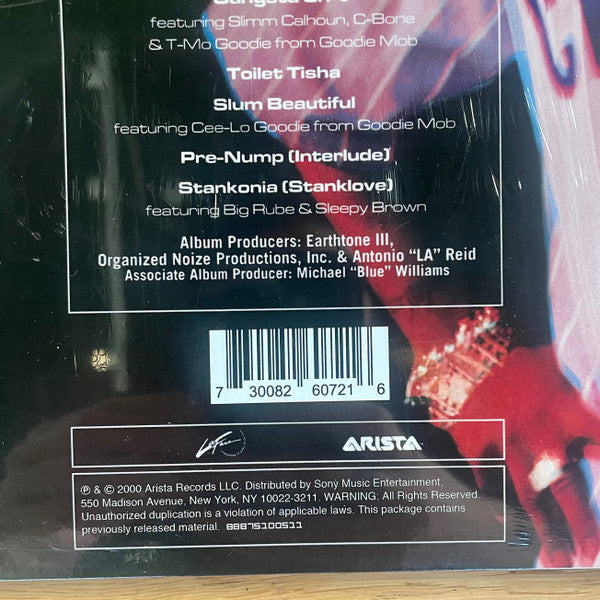 featuring Slimm Calhoun, C-Bone
& T-Mo Goodie from Goodie Mob
Toilet Tisha
Slum Beautiful
featuring Cee-Lo Goodie from Goodie Mob
Pre-Nump (Interlude)
Stankonia (Stanklove)
featuring Big Rube & Sleepy Brown
Album Producers: Earthtone III,
Organized Noize Productions, Inc. & Antonio “LA” Reid
Associate Album Producer: Michael “Blue” Williams
7 30082 60721 6
LaFace ARISTA
℗ & © 2000 Arista Records LLC. Distributed by Sony Music Entertainment,
550 Madison Avenue, New York, NY 10022-3211. WARNING: All Rights Reserved.
Unauthorized duplication is a violation of applicable laws. This package contains
previously released material. 88875100511